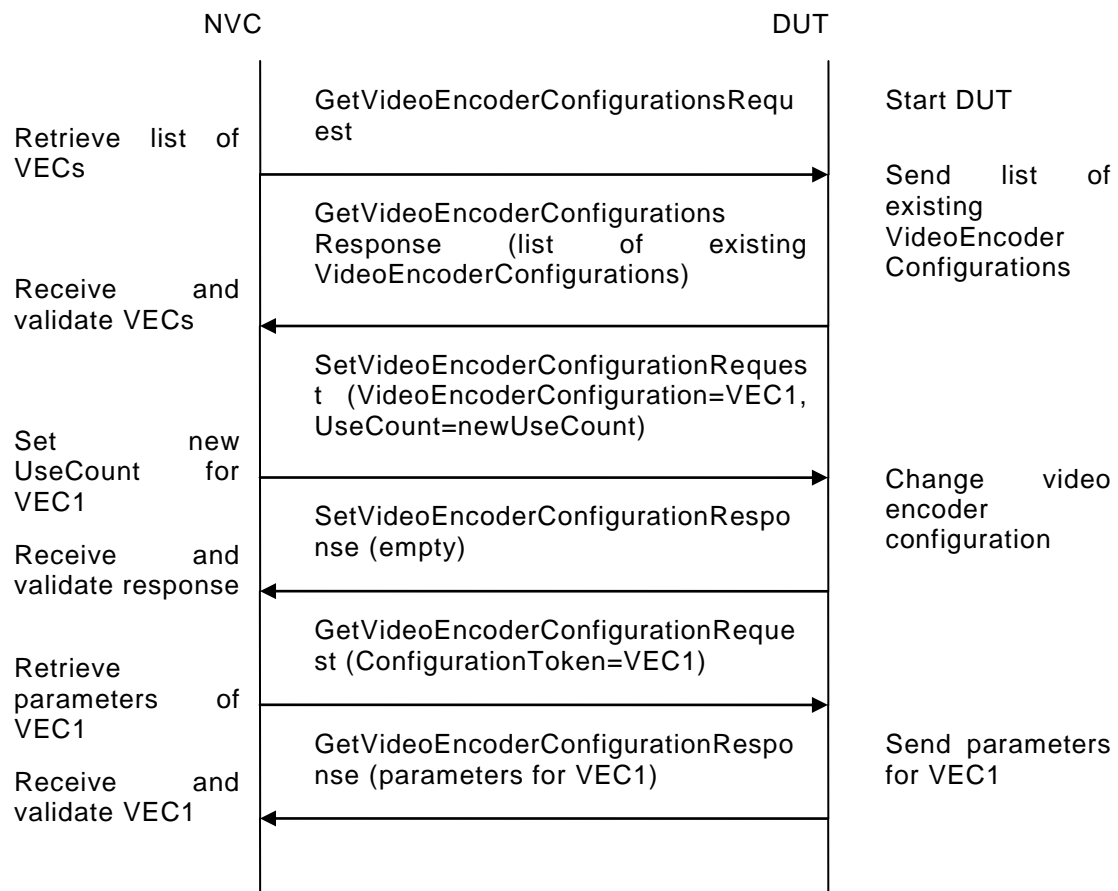 NVC
DUT
GetVideoEncoderConfigurationsRequ
est
Start DUT
Retrieve list of
VECs
Send list of
existing
VideoEncoder
Configurations
GetVideoEncoderConfigurations
Response (list of existing
VideoEncoderConfigurations)
Receive and
validate VECs
SetVideoEncoderConfigurationReques
t (VideoEncoderConfiguration=VEC1,
UseCount=newUseCount)
Set new
UseCount for
VEC1
Change video
encoder
configuration
SetVideoEncoderConfigurationRespo
nse (empty)
Receive and
validate response
GetVideoEncoderConfigurationReque
st (ConfigurationToken=VEC1)
Retrieve
parameters of
VEC1
GetVideoEncoderConfigurationRespo
nse (parameters for VEC1)
Send parameters
for VEC1
Receive and
validate VEC1